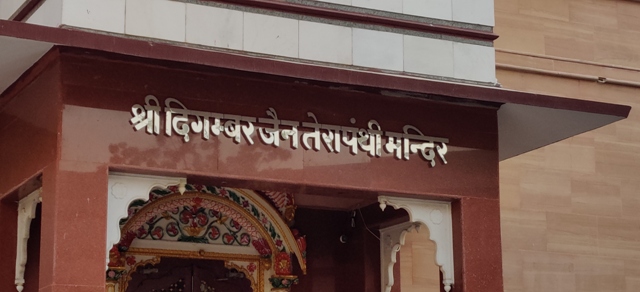 श्री दिगम्बर जैन तेरापंथी मन्दिर